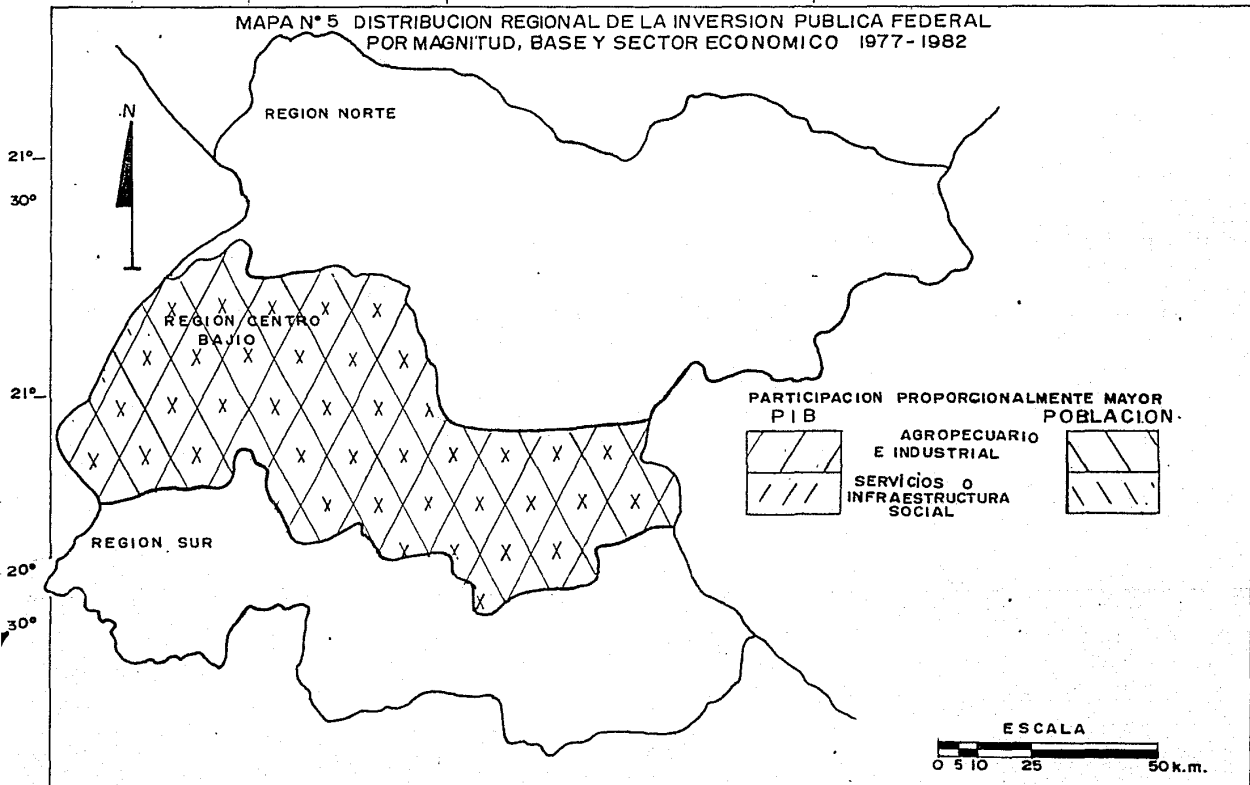 MAPA N° 5 DISTRIBUCION REGIONAL DE LA INVERSION PUBLICA FEDERAL
POR MAGNITUD, BASE Y SECTOR ECONOMICO 1977-1982
N
REGION NORTE
21°
30°
REGION CENTRO
BAJIO
21°
PARTICIPACION PROPORCIONALMENTE MAYOR
PIB
POBLACION
AGROPECUARIO
E INDUSTRIAL
SERVICIOS O
INFRAESTRUCTURA
SOCIAL
REGION SUR
20°
30°
ESCALA
0 5 10 25 50 k.m.